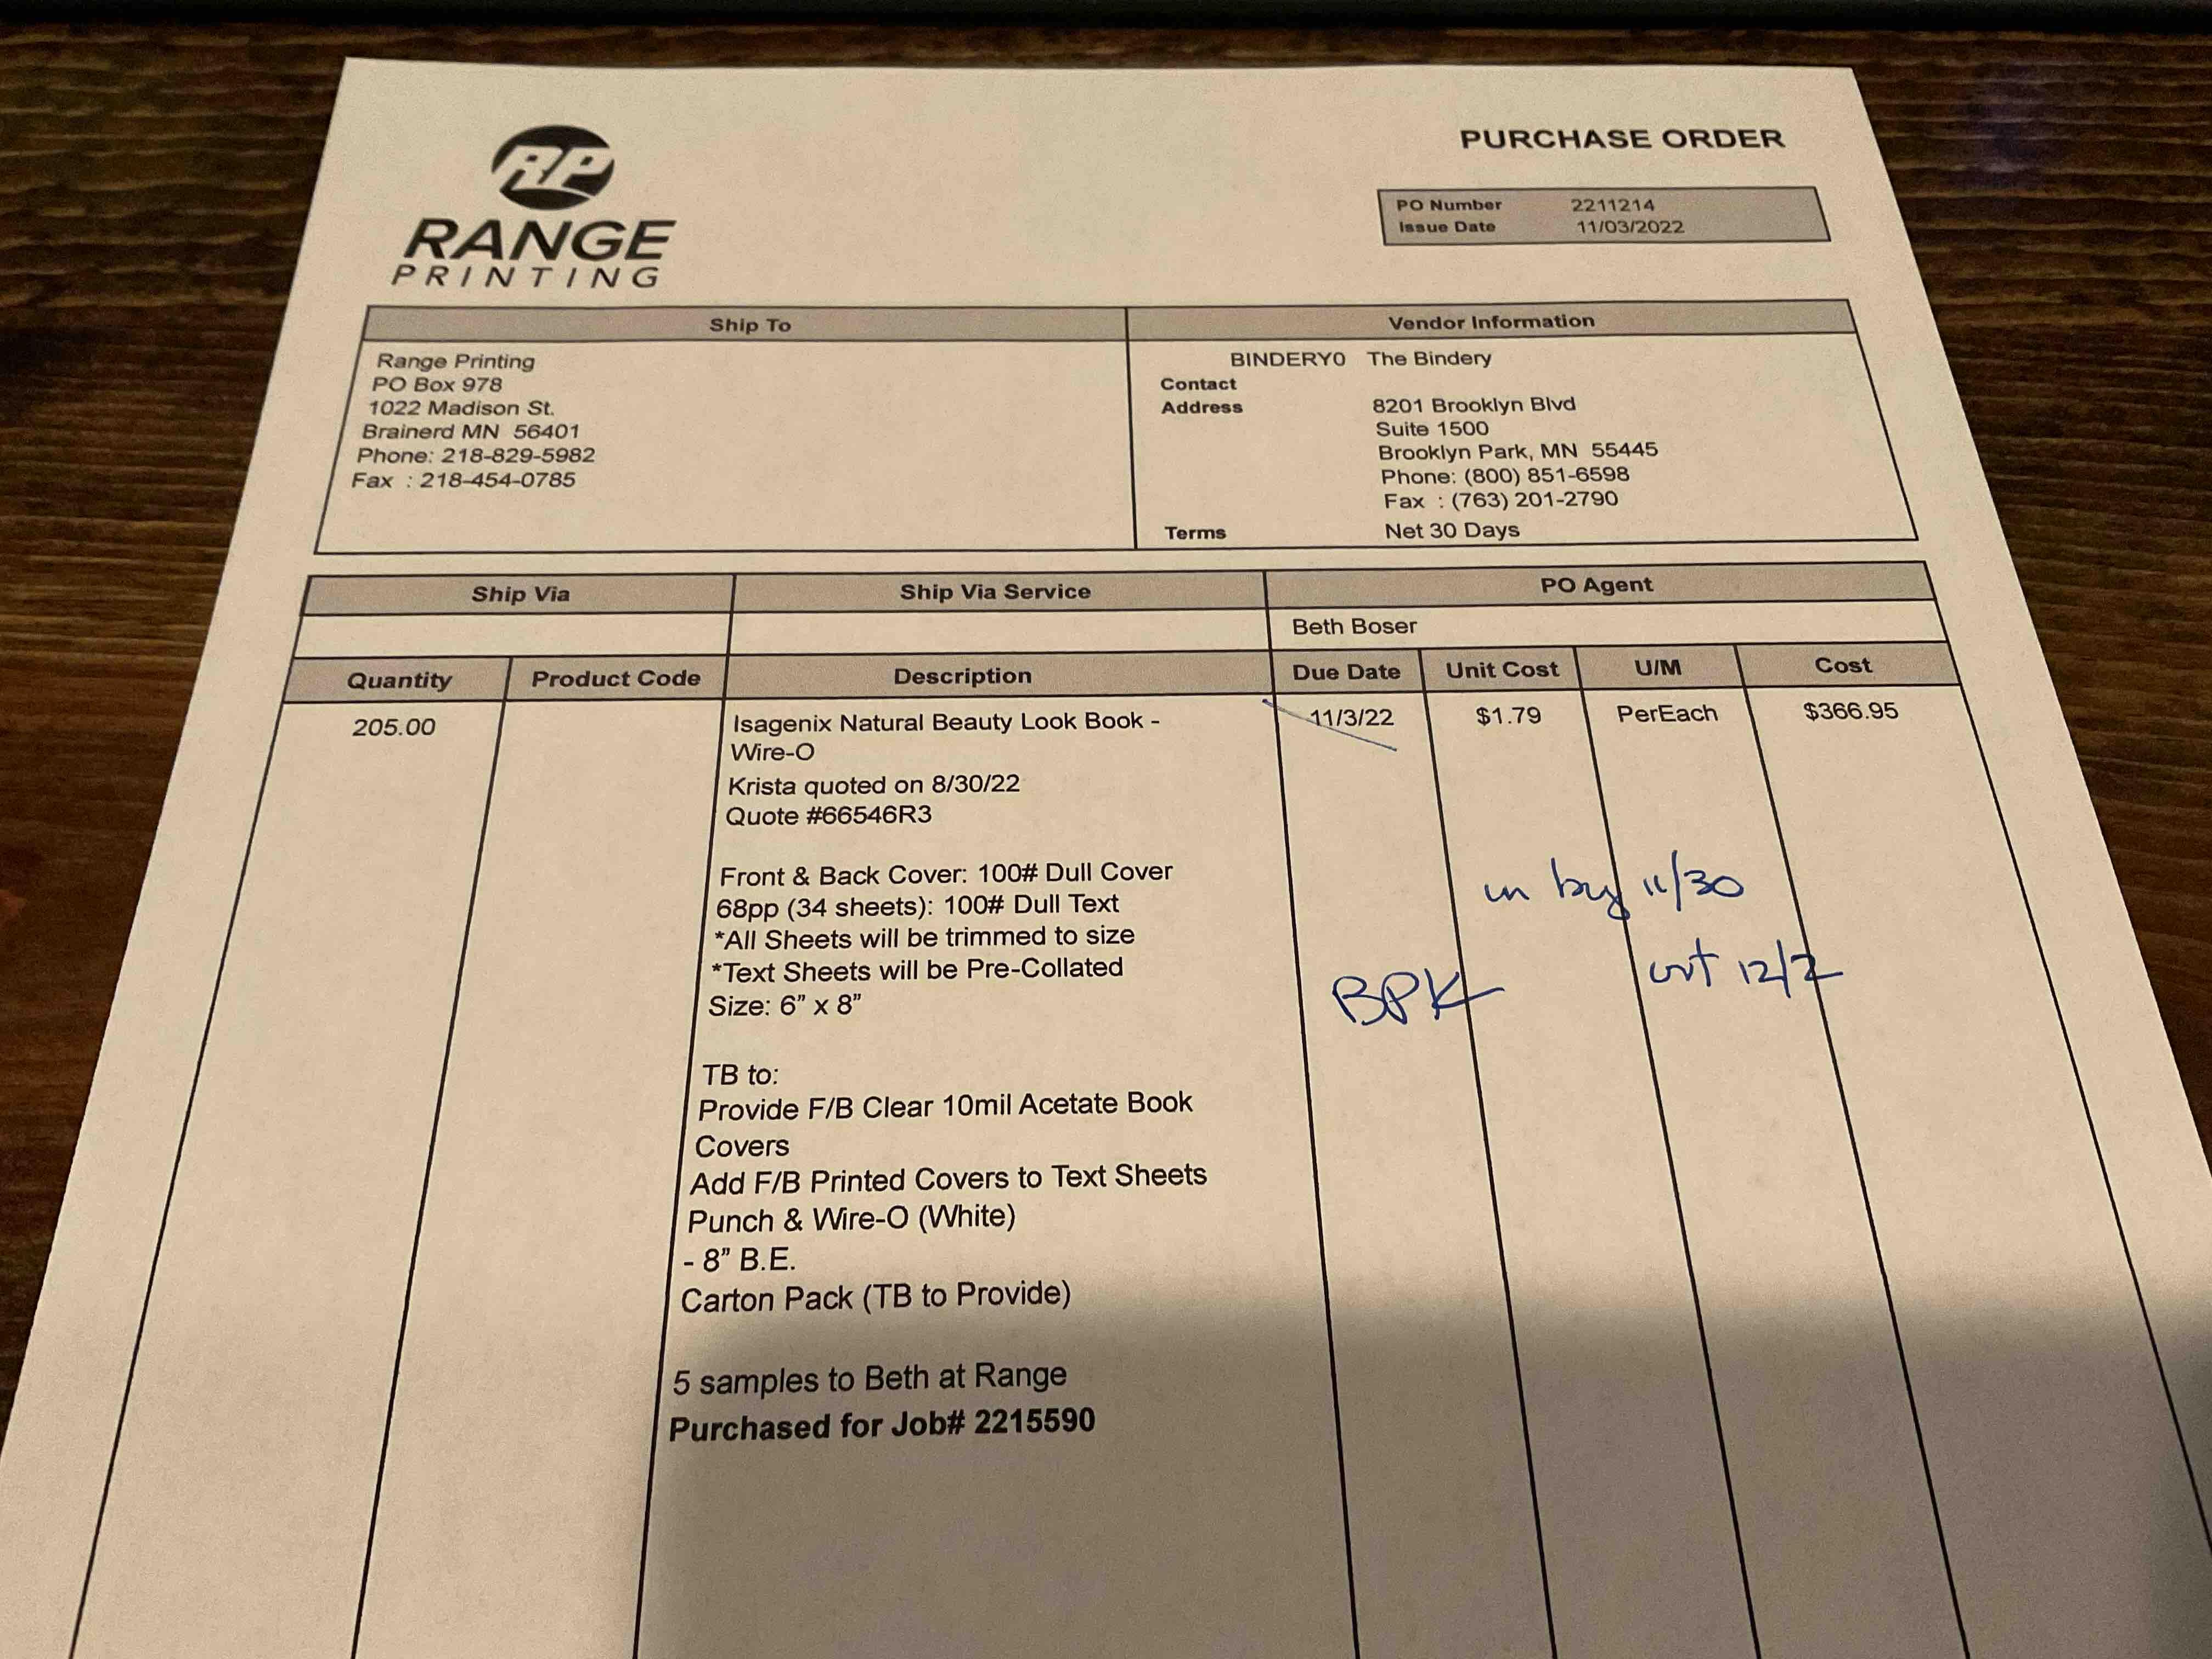 RP
RANGE
PRINTING
PURCHASE ORDER
PO Number 2211214
Issue Date 11/03/2022
Ship To
Range Printing
PO Box 978
1022 Madison St.
Brainerd MN 56401
Phone: 218-829-5982
Fax : 218-454-0785
Vendor Information
BINDERY0 The Bindery
Contact
Address 8201 Brooklyn Blvd
Suite 1500
Brooklyn Park, MN 55445
Phone: (800) 851-6598
Fax : (763) 201-2790
Terms Net 30 Days
Ship Via Ship Via Service PO Agent
Beth Boser
Quantity Product Code Description Due Date Unit Cost U/M Cost
205.00 Isagenix Natural Beauty Look Book - 11/3/22 $1.79 PerEach $366.95
Wire-O
Krista quoted on 8/30/22
Quote #66546R3
Front & Back Cover: 100# Dull Cover
68pp (34 sheets): 100# Dull Text
*All Sheets will be trimmed to size
*Text Sheets will be Pre-Collated
Size: 6” x 8”
in by 11/30
out 12/2
BPK
TB to:
Provide F/B Clear 10mil Acetate Book
Covers
Add F/B Printed Covers to Text Sheets
Punch & Wire-O (White)
- 8” B.E.
Carton Pack (TB to Provide)
5 samples to Beth at Range
Purchased for Job# 2215590